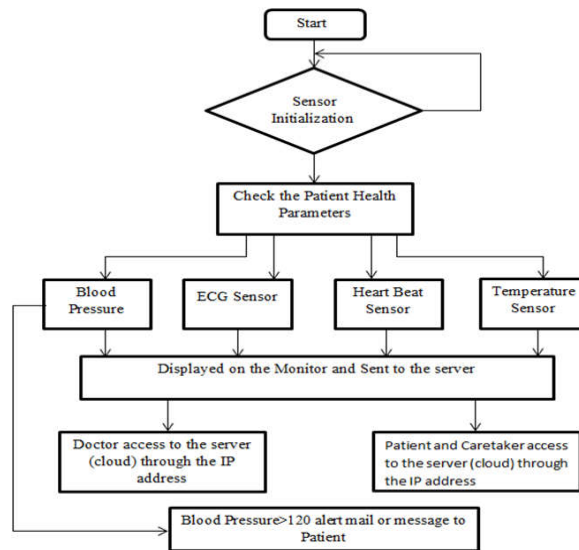 Start
Sensor
Initialization
Check the Patient Health
Parameters
Blood
Pressure
ECG Sensor
Heart Beat
Sensor
Temperature
Sensor
Displayed on the Monitor and Sent to the server
Doctor access to the server
(cloud) through the IP
address
Patient and Caretaker access
to the server (cloud) through
the IP address
Blood Pressure>120 alert mail or message to
Patient